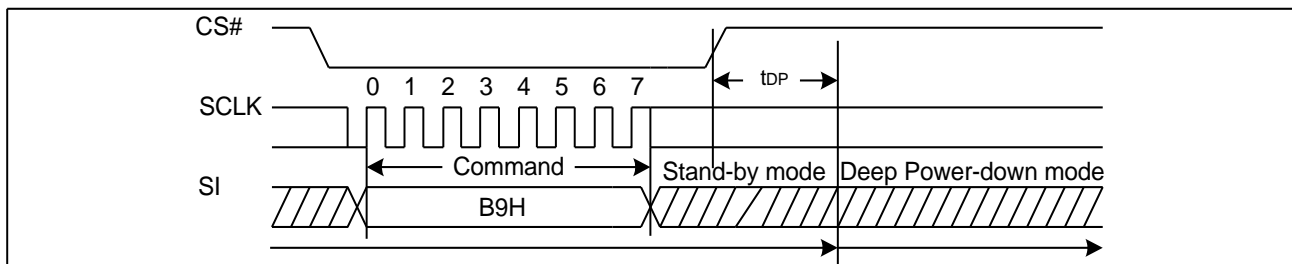 CS#
tDP
0 1 2 3 4 5 6 7
SCLK
Command
Stand-by mode Deep Power-down mode
SI
B9H